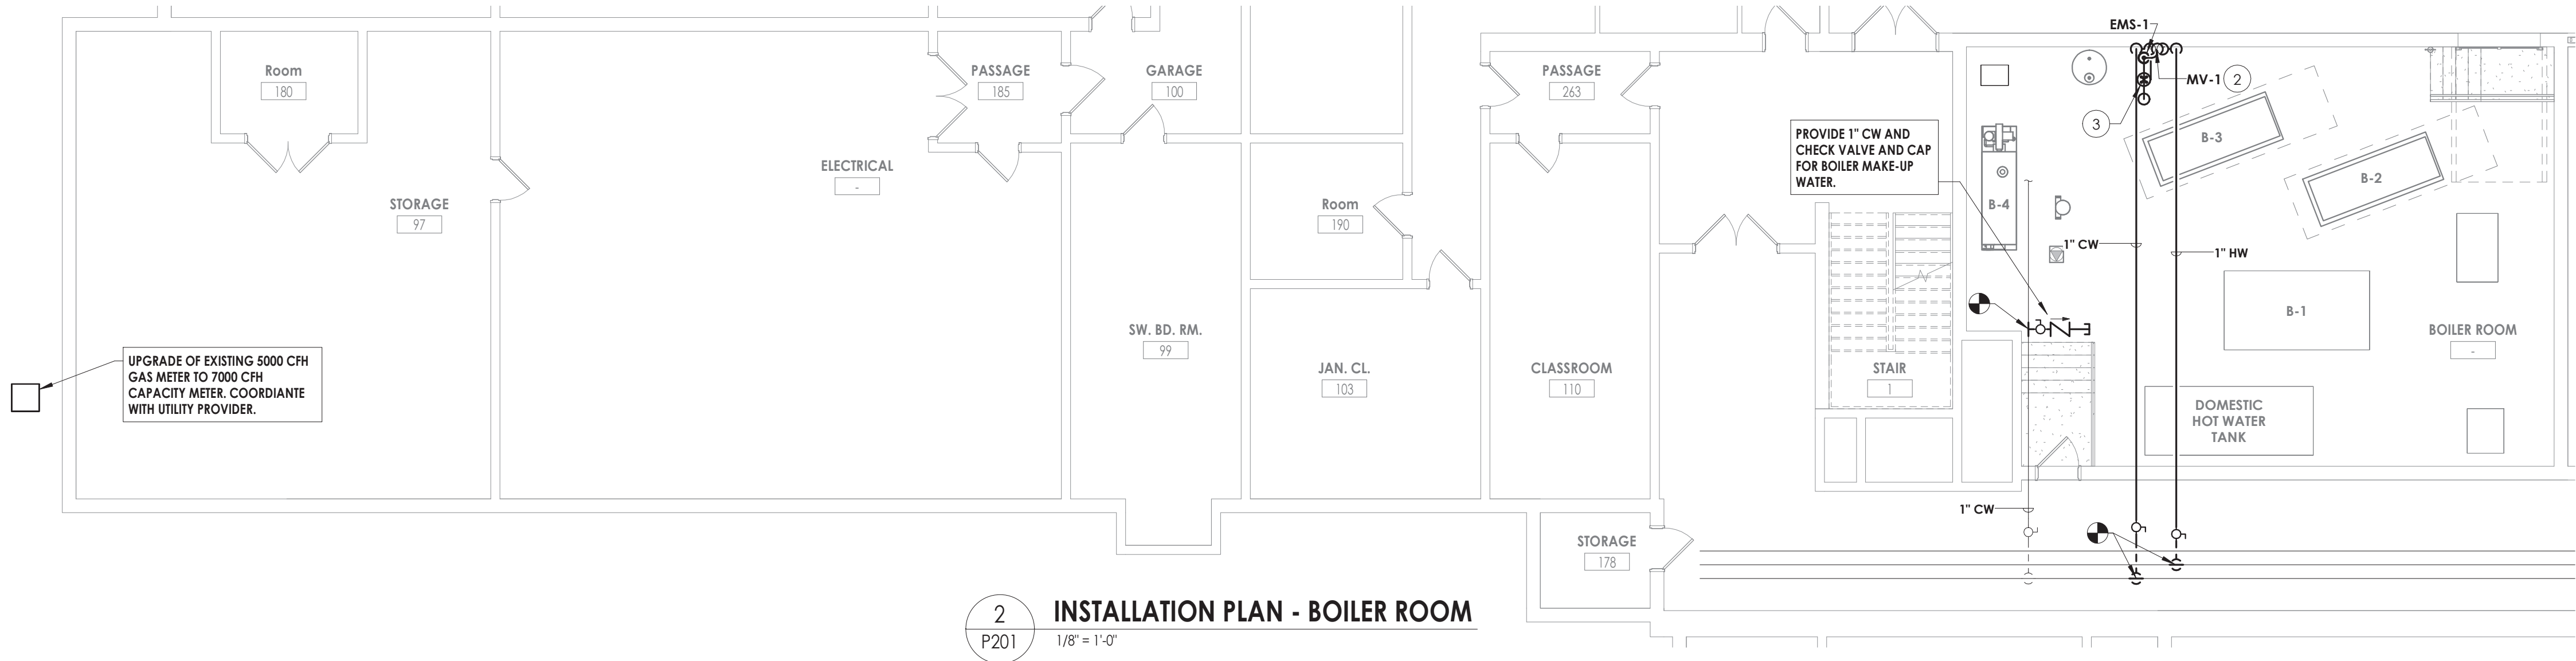 EMS-1
Room
180
PASSAGE
185
GARAGE
100
PASSAGE
263
MV-1
2
3
PROVIDE 1" CW AND
CHECK VALVE AND CAP
FOR BOILER MAKE-UP
WATER.
B-3
B-2
ELECTRICAL
-
STORAGE
97
Room
190
B-4
1" CW
1" HW
B-1
BOILER ROOM
-
SW. BD. RM.
99
UPGRADE OF EXISTING 5000 CFH
GAS METER TO 7000 CFH
CAPACITY METER. COORDIANTE
WITH UTILITY PROVIDER.
JAN. CL.
103
CLASSROOM
110
STAIR
1
DOMESTIC
HOT WATER
TANK
1" CW
STORAGE
178
2
P201
INSTALLATION PLAN - BOILER ROOM
1/8" = 1'-0"